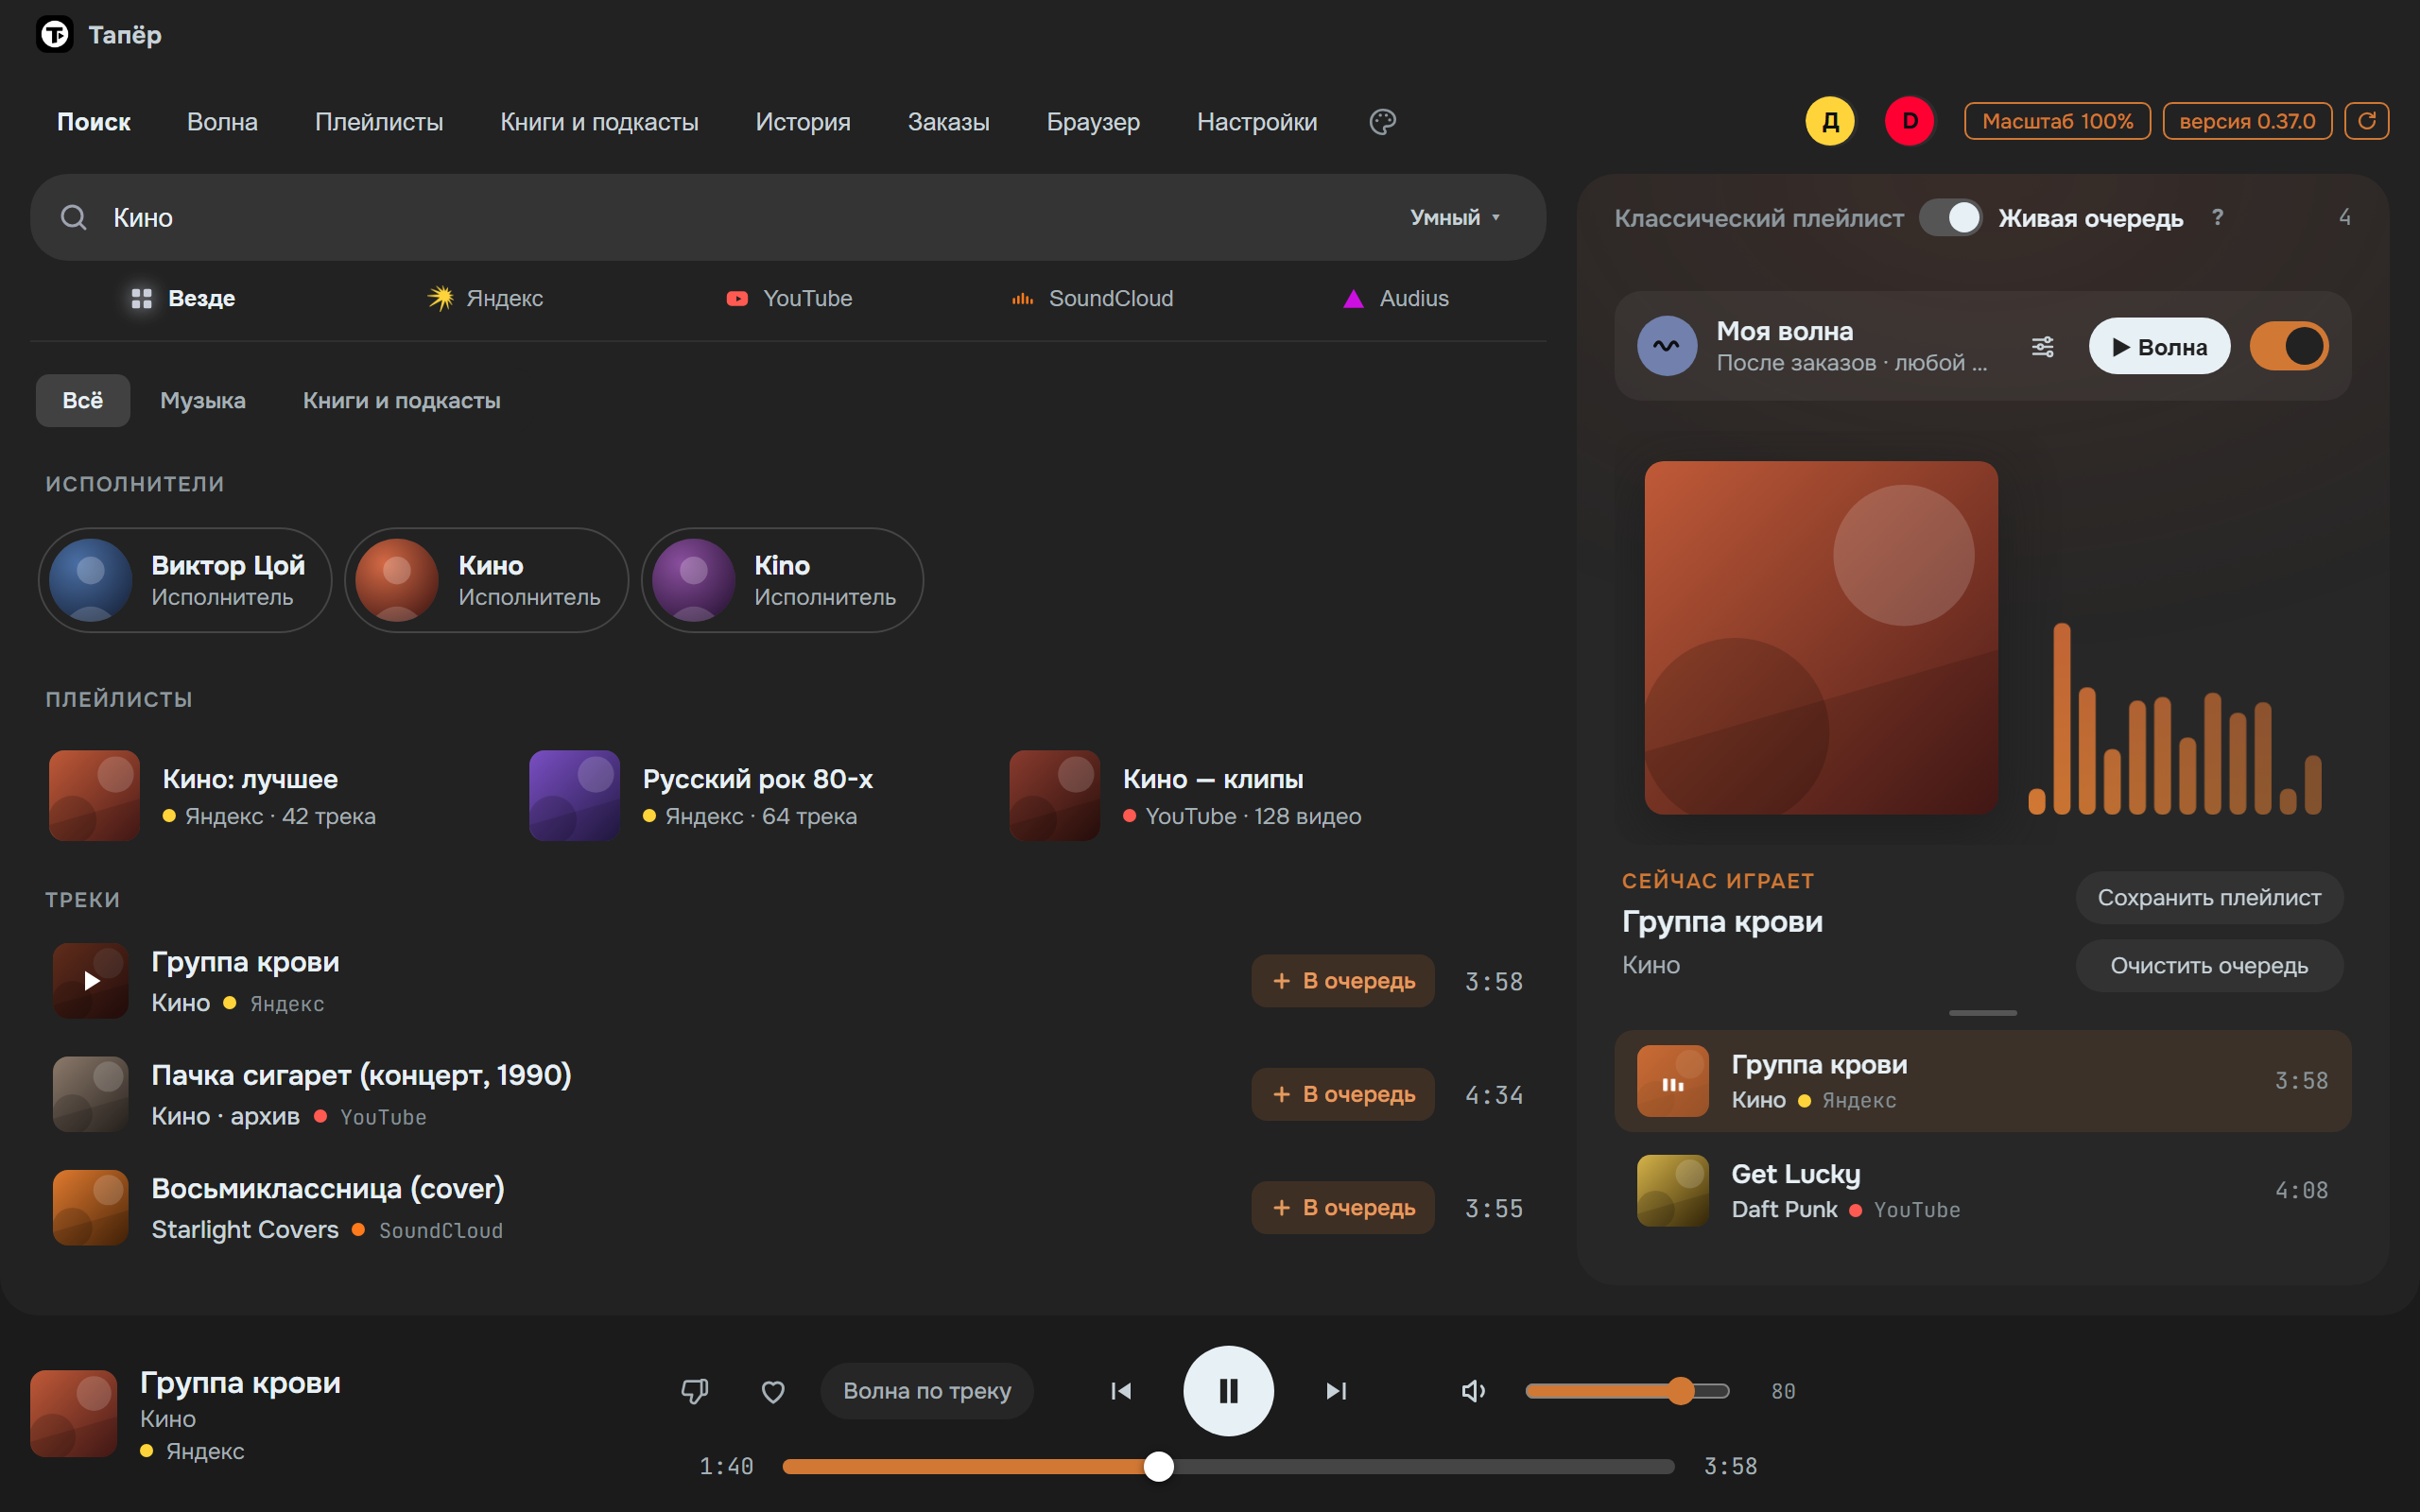 Тапёр
Поиск Волна Плейлисты Книги и подкасты История Заказы Браузер Настройки
Д D Масштаб 100% версия 0.37.0
Кино Умный
Везде Яндекс YouTube SoundCloud Audius
Всё Музыка Книги и подкасты
ИСПОЛНИТЕЛИ
Виктор Цой
Исполнитель
Кино
Исполнитель
Kino
Исполнитель
ПЛЕЙЛИСТЫ
Кино: лучшее
Яндекс · 42 трека
Русский рок 80-х
Яндекс · 64 трека
Кино — клипы
YouTube · 128 видео
ТРЕКИ
Группа крови
Кино Яндекс
+ В очередь 3:58
Пачка сигарет (концерт, 1990)
Кино · архив YouTube
+ В очередь 4:34
Восьмиклассница (cover)
Starlight Covers SoundCloud
+ В очередь 3:55
Классический плейлист Живая очередь ? 4
Моя волна
После заказов · любой ...
Волна
СЕЙЧАС ИГРАЕТ
Группа крови
Кино
Сохранить плейлист
Очистить очередь
Группа крови
Кино Яндекс
3:58
Get Lucky
Daft Punk YouTube
4:08
Группа крови
Кино
Яндекс
Волна по треку
80
1:40 3:58